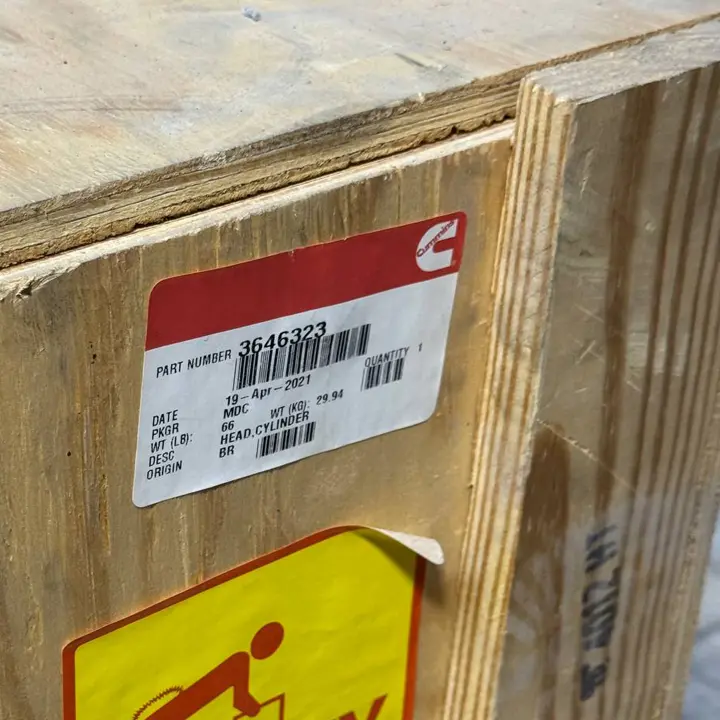 Cummins
PART NUMBER 3646323
QUANTITY 1
DATE 19-Apr-2021
PKGR MDC
WT (LB): 66 WT (KG): 29.94
DESC HEAD,CYLINDER
ORIGIN BR